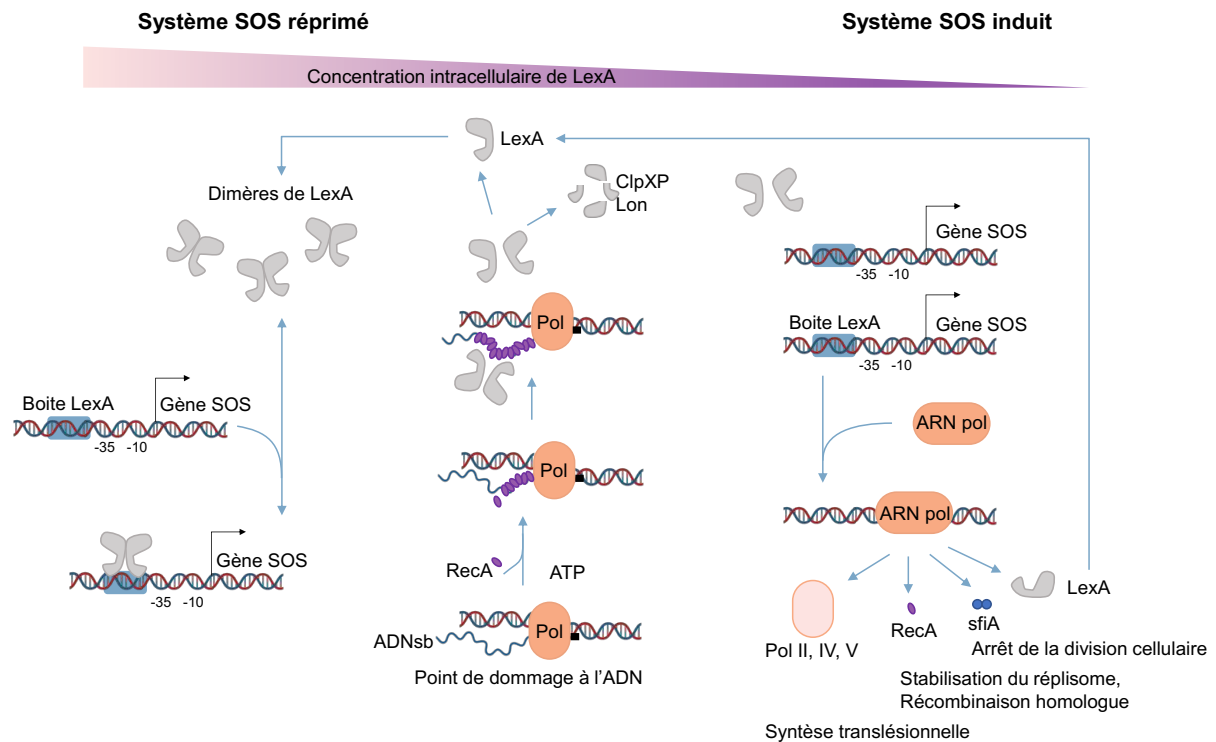 Système SOS réprimé
Système SOS induit
Concentration intracellulaire de LexA
LexA
Dimères de LexA
ClpXP
Lon
Gène SOS
-35 -10
Pol
Boite LexA
Gène SOS
-35 -10
Boite LexA
Gène SOS
-35 -10
ARN pol
Pol
ARN pol
Gène SOS
-35 -10
RecA
ATP
LexA
ADNsb
Pol
Pol II, IV, V
RecA
sfiA
Arrêt de la division cellulaire
Point de dommage à l’ADN
Stabilisation du réplisome,
Récombinaison homologue
Syntèse translésionnelle